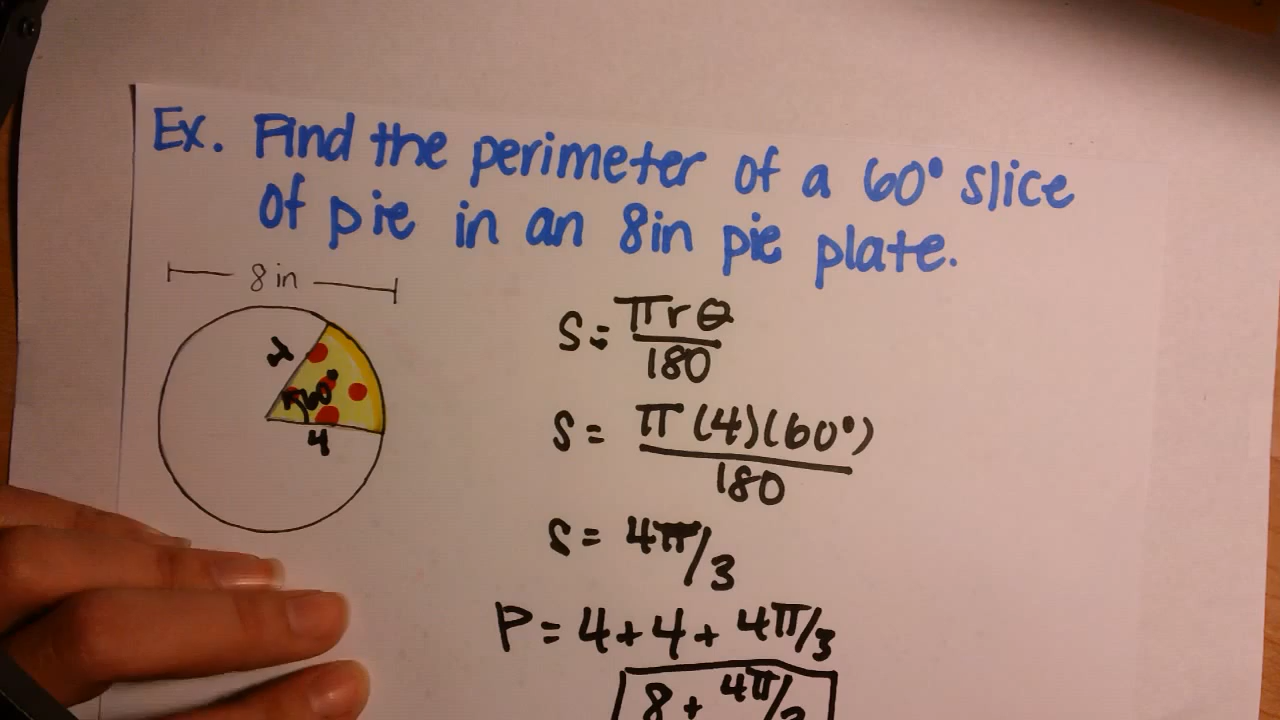 Ex. Find the perimeter of a 60° slice
of pie in an 8in pie plate.
8 in
4
60°
4
S = πrθ/180
S = π(4)(60°)/180
S = 4π/3
P = 4 + 4 + 4π/3
8 + 4π/3